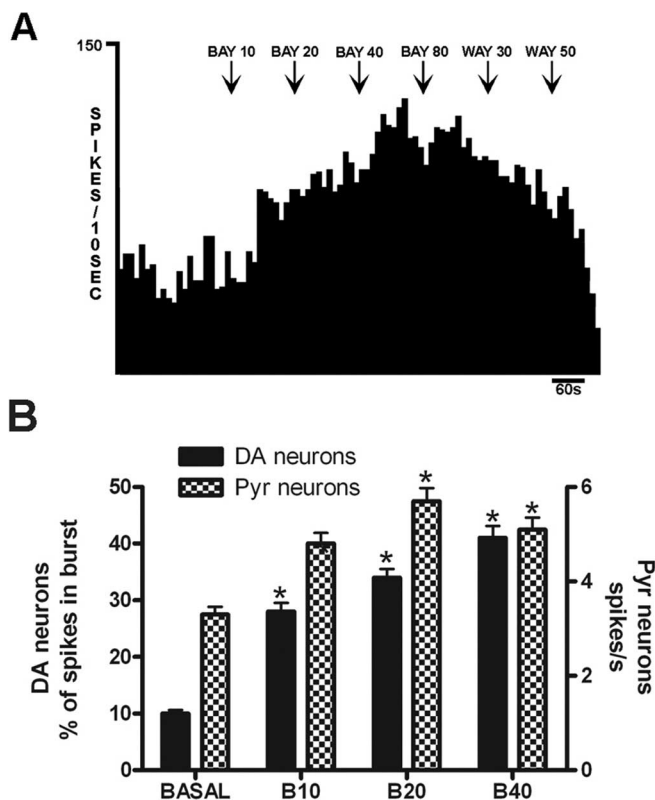 A
150
BAY 10 BAY 20 BAY 40 BAY 80 WAY 30 WAY 50
SPIKES/10SEC
60s
B
DA neurons
Pyr neurons
DA neurons
% of spikes in burst
50
40
30
20
10
0
* * * * *
6
4
2
0
Pyr neurons
spikes/s
BASAL B10 B20 B40